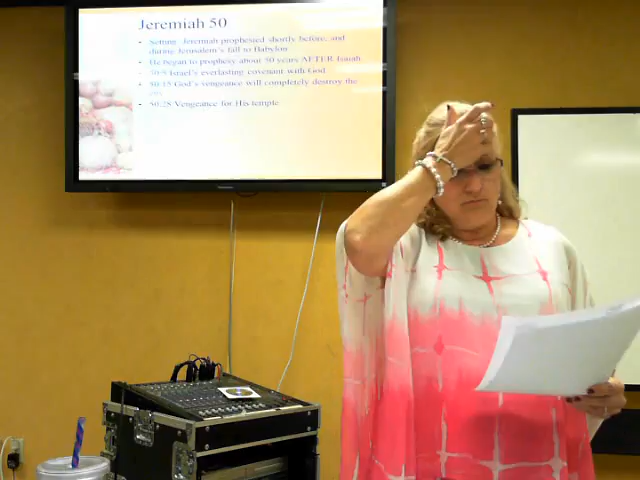 Jeremiah 50
- Setting: Jeremiah prophesied shortly before, and
during Jerusalem's fall to Babylon
- He began to prophesy about 50 years AFTER Isaiah
- 50:5 Israel's everlasting covenant with God.
- 50:15 God's vengeance will completely destroy the
city
- 50:28 Vengeance for His temple